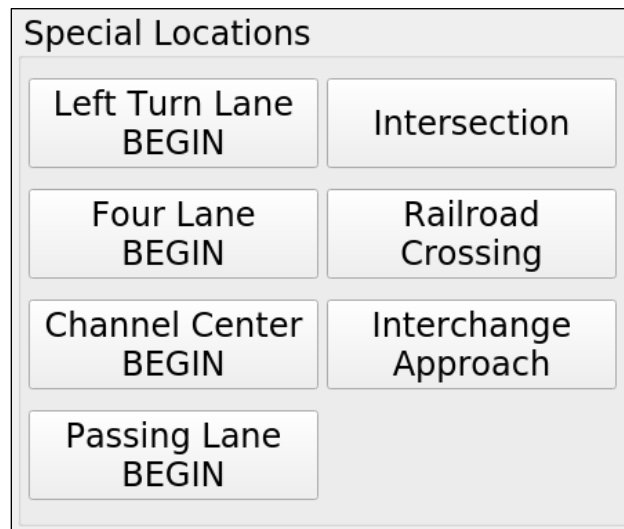 Special Locations
Left Turn Lane
BEGIN
Intersection
Four Lane
BEGIN
Railroad
Crossing
Channel Center
BEGIN
Interchange
Approach
Passing Lane
BEGIN